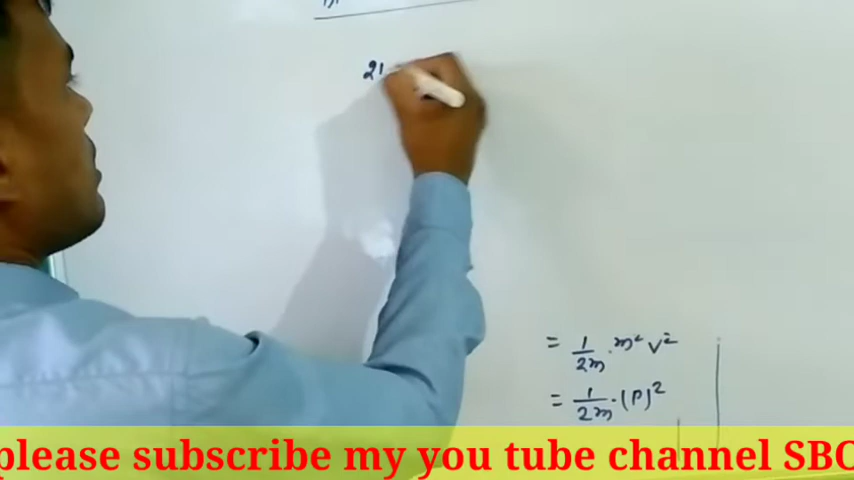 21
= 1/2m · m² v²
= 1/2m · (P)²
please subscribe my you tube channel SBC